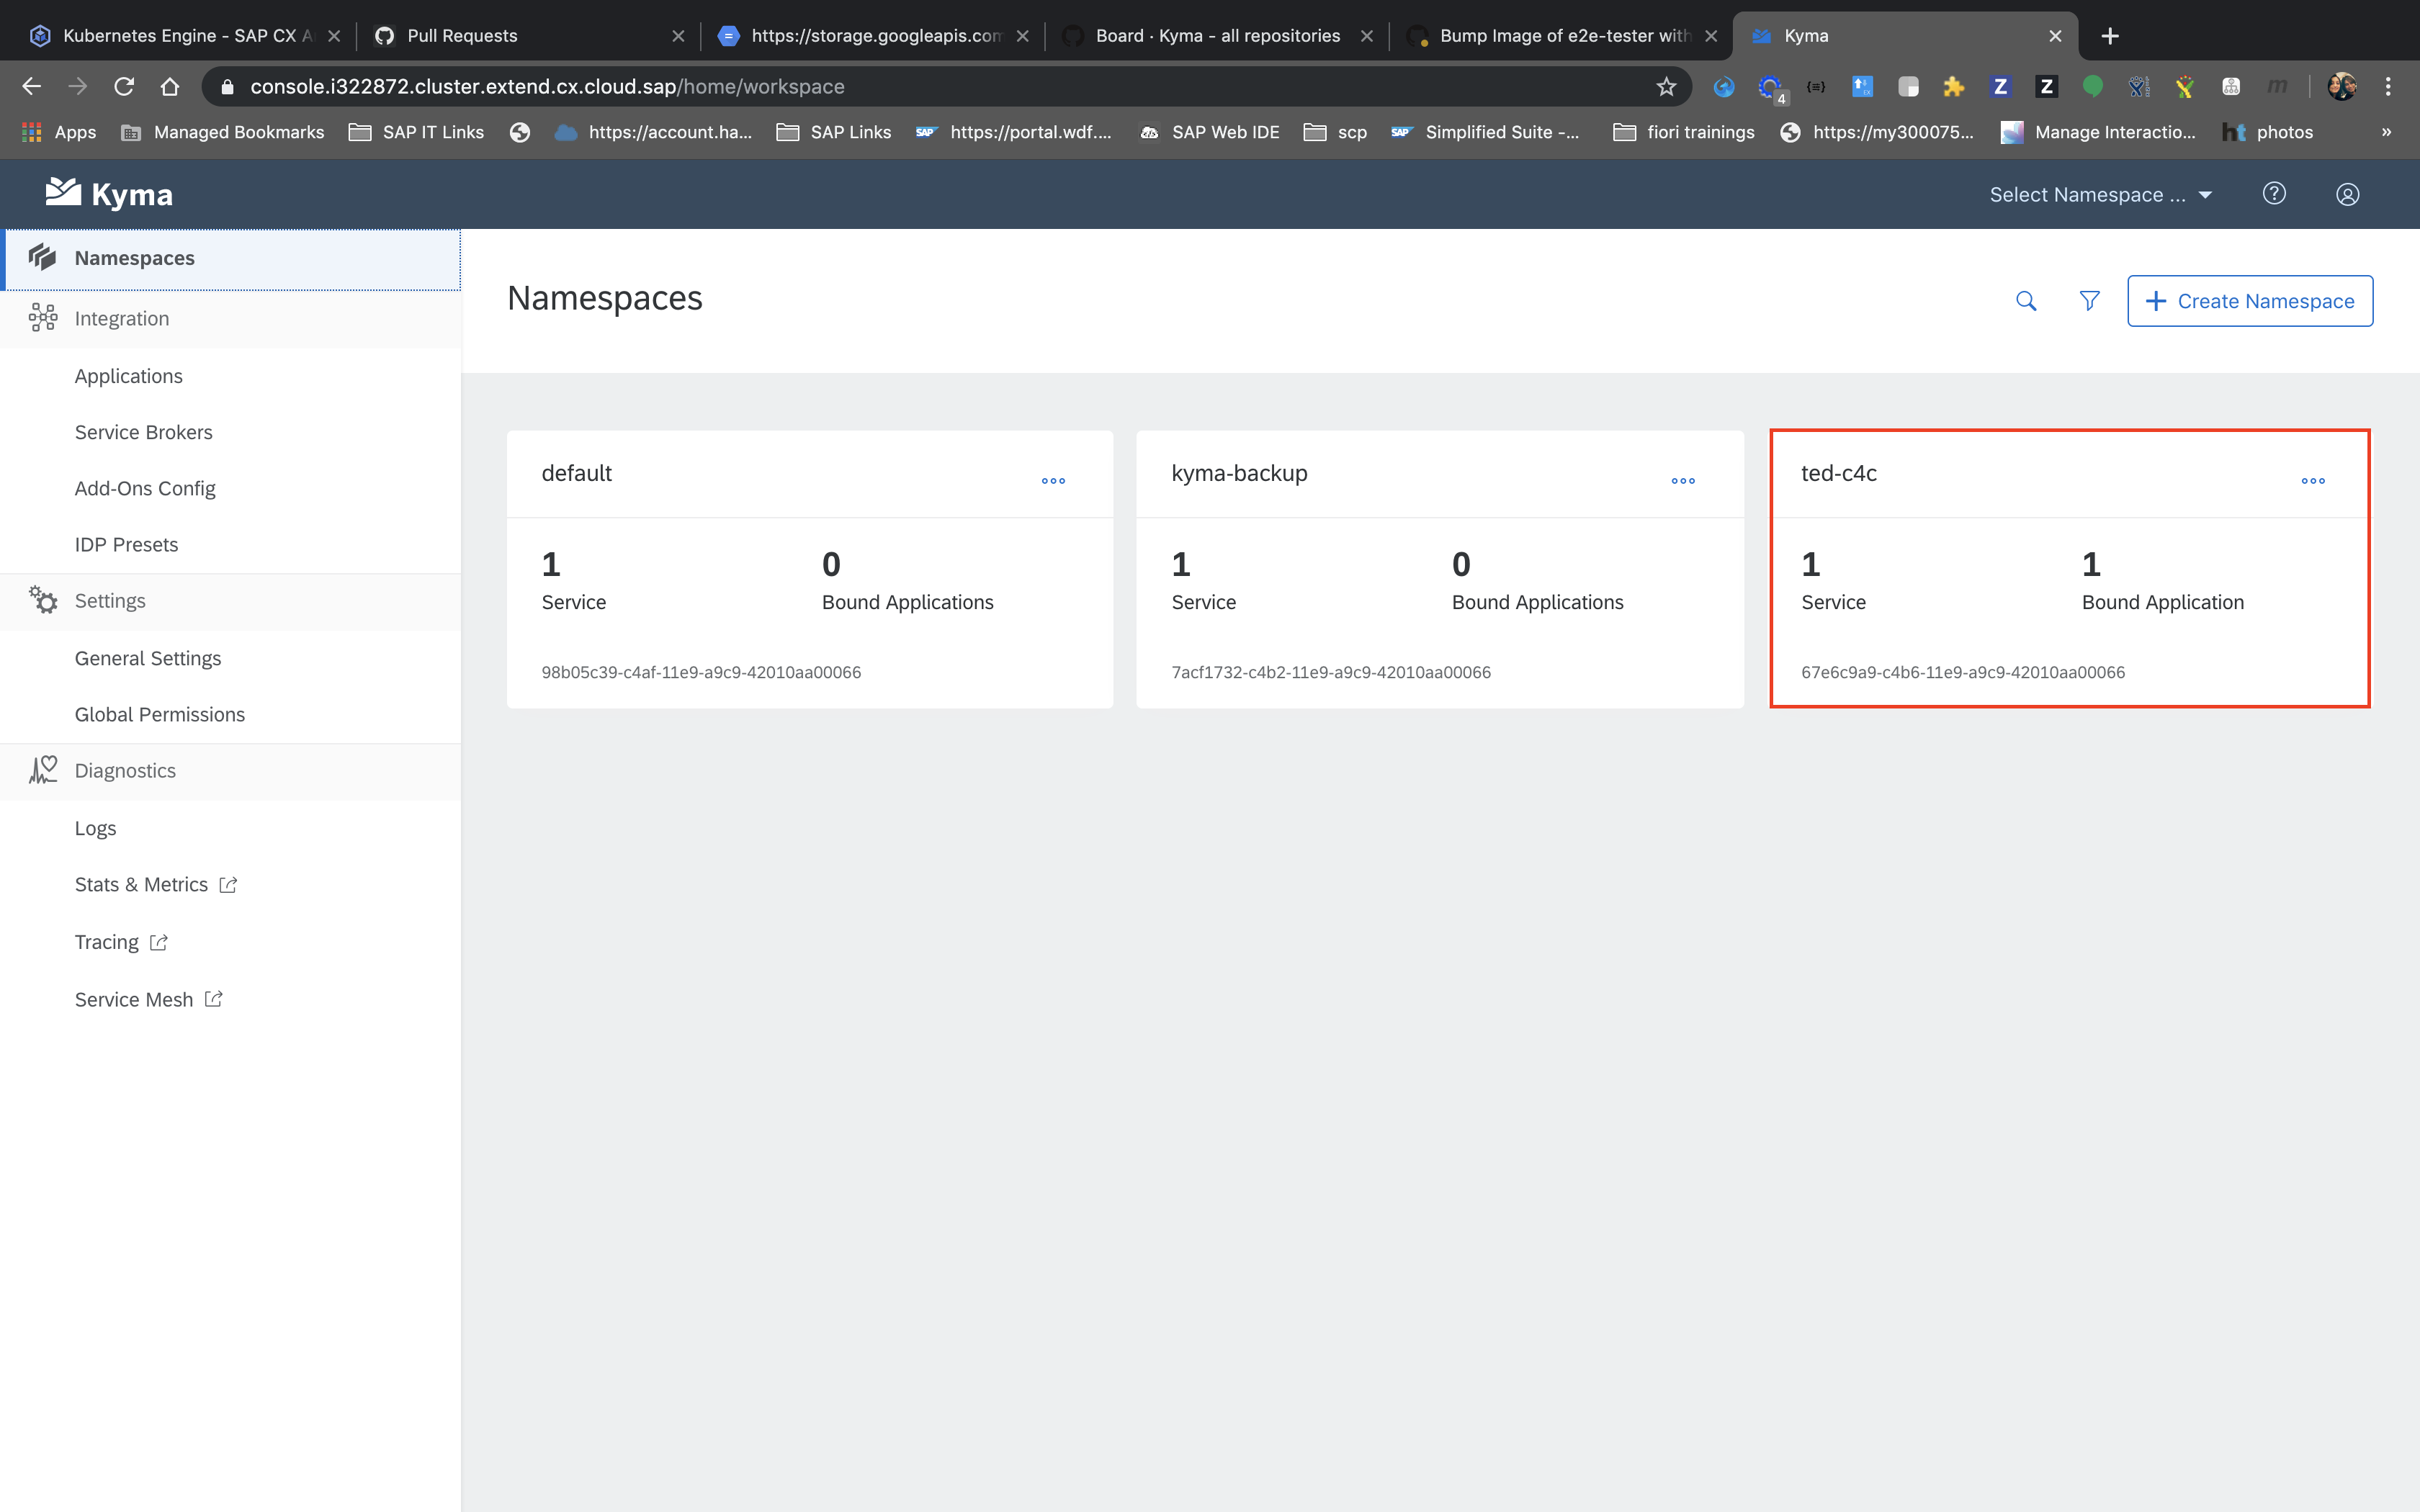 Kubernetes Engine - SAP CX A
Pull Requests
https://storage.googleapis.com
Board · Kyma - all repositories
Bump Image of e2e-tester with
Kyma
console.i322872.cluster.extend.cx.cloud.sap/home/workspace
4
Z
Z
m
Apps
Managed Bookmarks
SAP IT Links
https://account.ha...
SAP Links
SAP
https://portal.wdf....
SAP Web IDE
scp
SAP
Simplified Suite -...
fiori trainings
https://my300075...
Manage Interactio...
ht
photos
»
Kyma
Select Namespace ...
Namespaces
Integration
Applications
Service Brokers
Add-Ons Config
IDP Presets
Settings
General Settings
Global Permissions
Diagnostics
Logs
Stats & Metrics
Tracing
Service Mesh
Namespaces
Create Namespace
default
1
Service
0
Bound Applications
98b05c39-c4af-11e9-a9c9-42010aa00066
kyma-backup
1
Service
0
Bound Applications
7acf1732-c4b2-11e9-a9c9-42010aa00066
ted-c4c
1
Service
1
Bound Application
67e6c9a9-c4b6-11e9-a9c9-42010aa00066